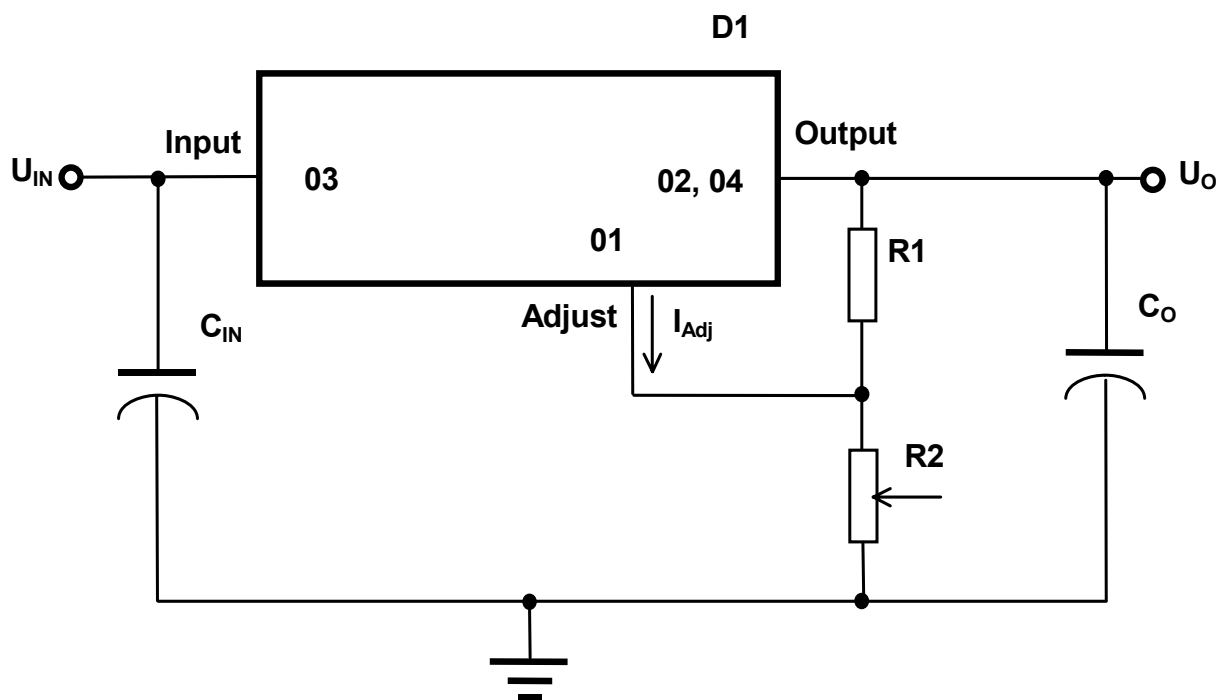 D1
Input
Output
U_IN
03
02, 04
U_O
01
R1
Adjust
I_Adj
C_IN
C_O
R2